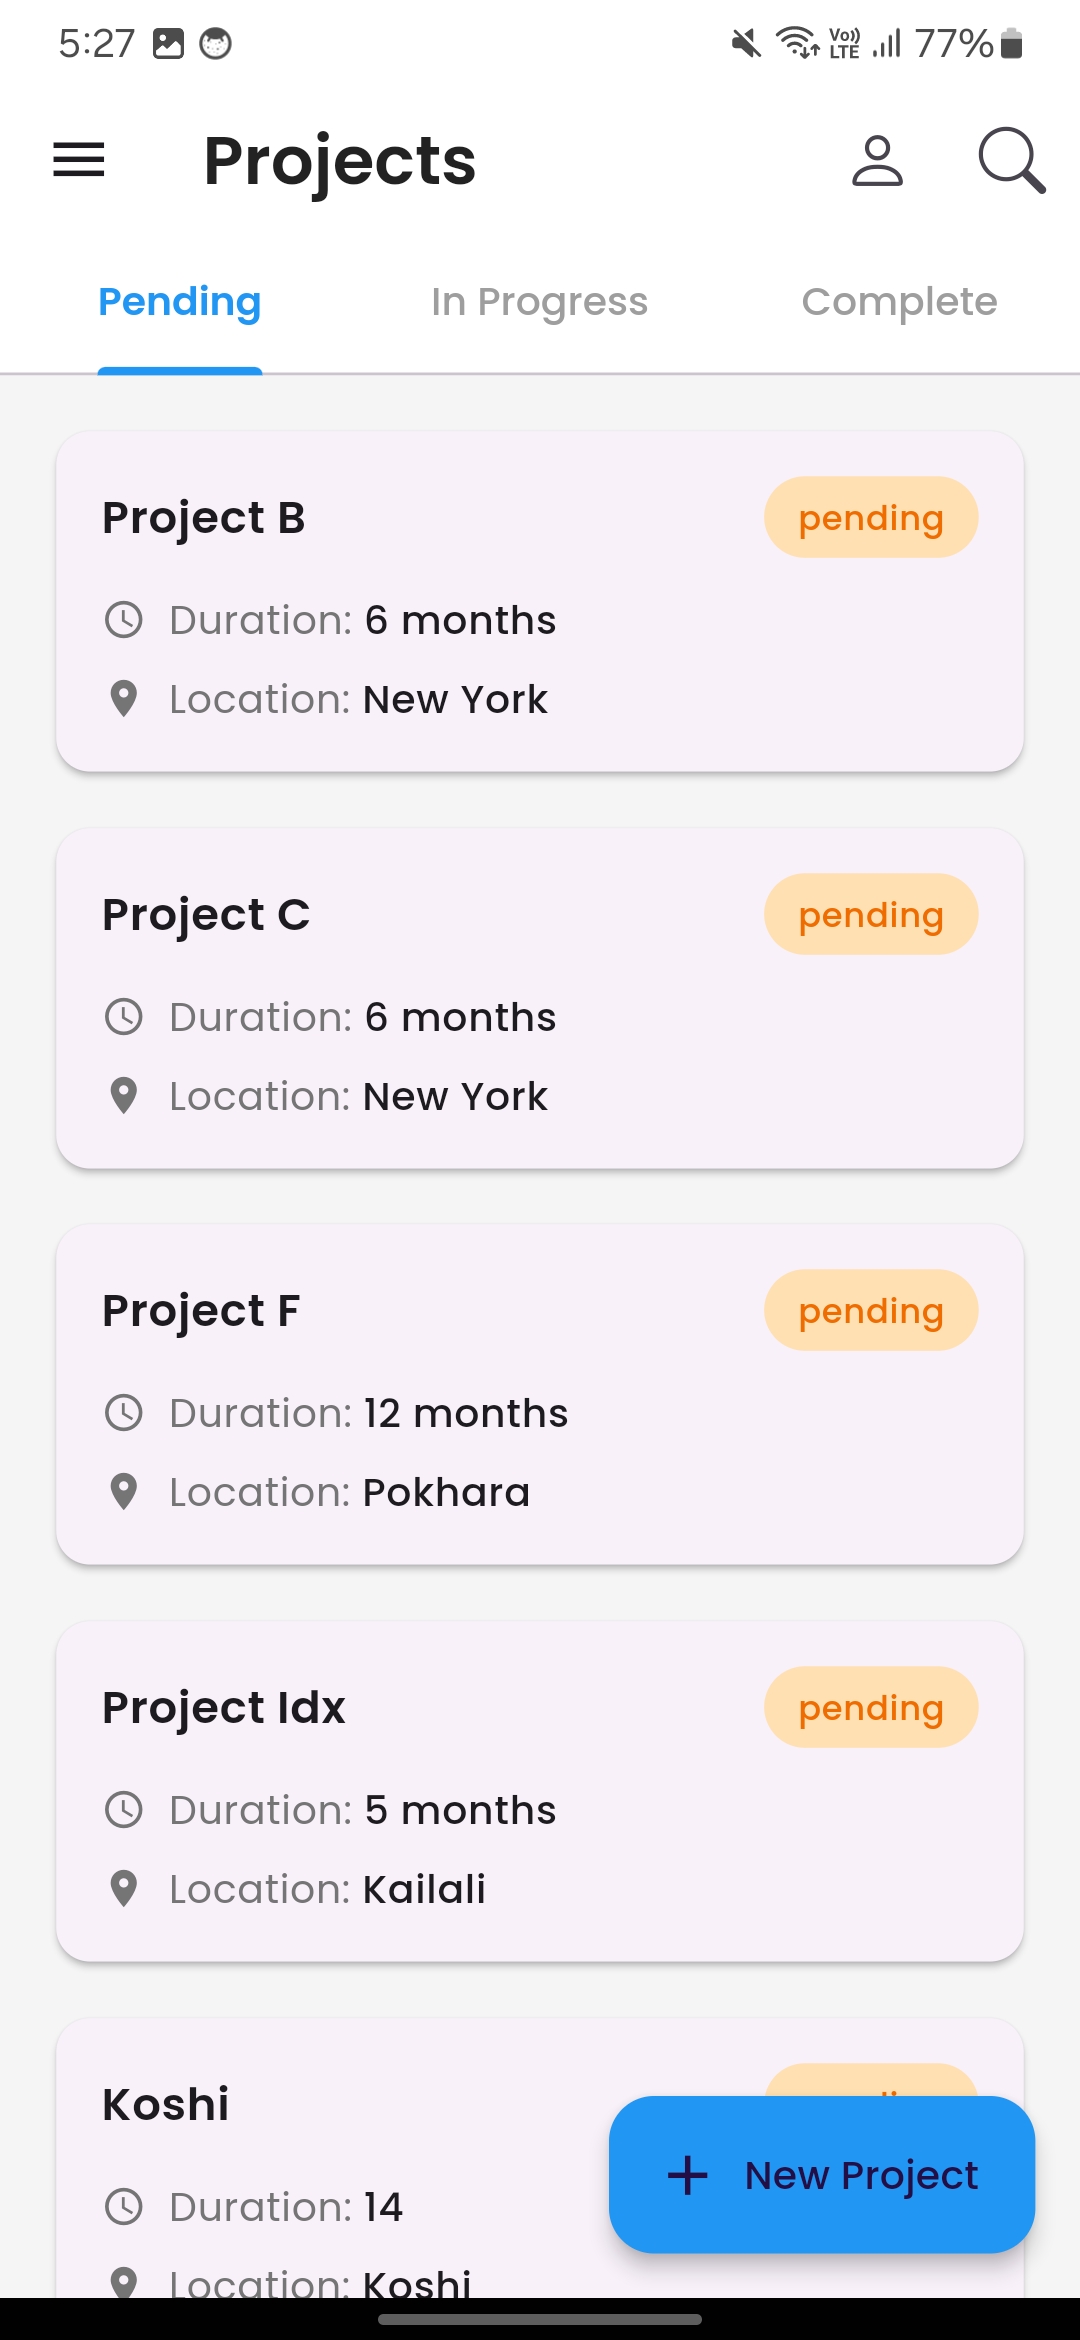 5:27 Vo)) LTE 77%
Projects
Pending In Progress Complete
Project B pending
Duration: 6 months
Location: New York
Project C pending
Duration: 6 months
Location: New York
Project F pending
Duration: 12 months
Location: Pokhara
Project Idx pending
Duration: 5 months
Location: Kailali
Koshi
+ New Project
Duration: 14
Location: Koshi